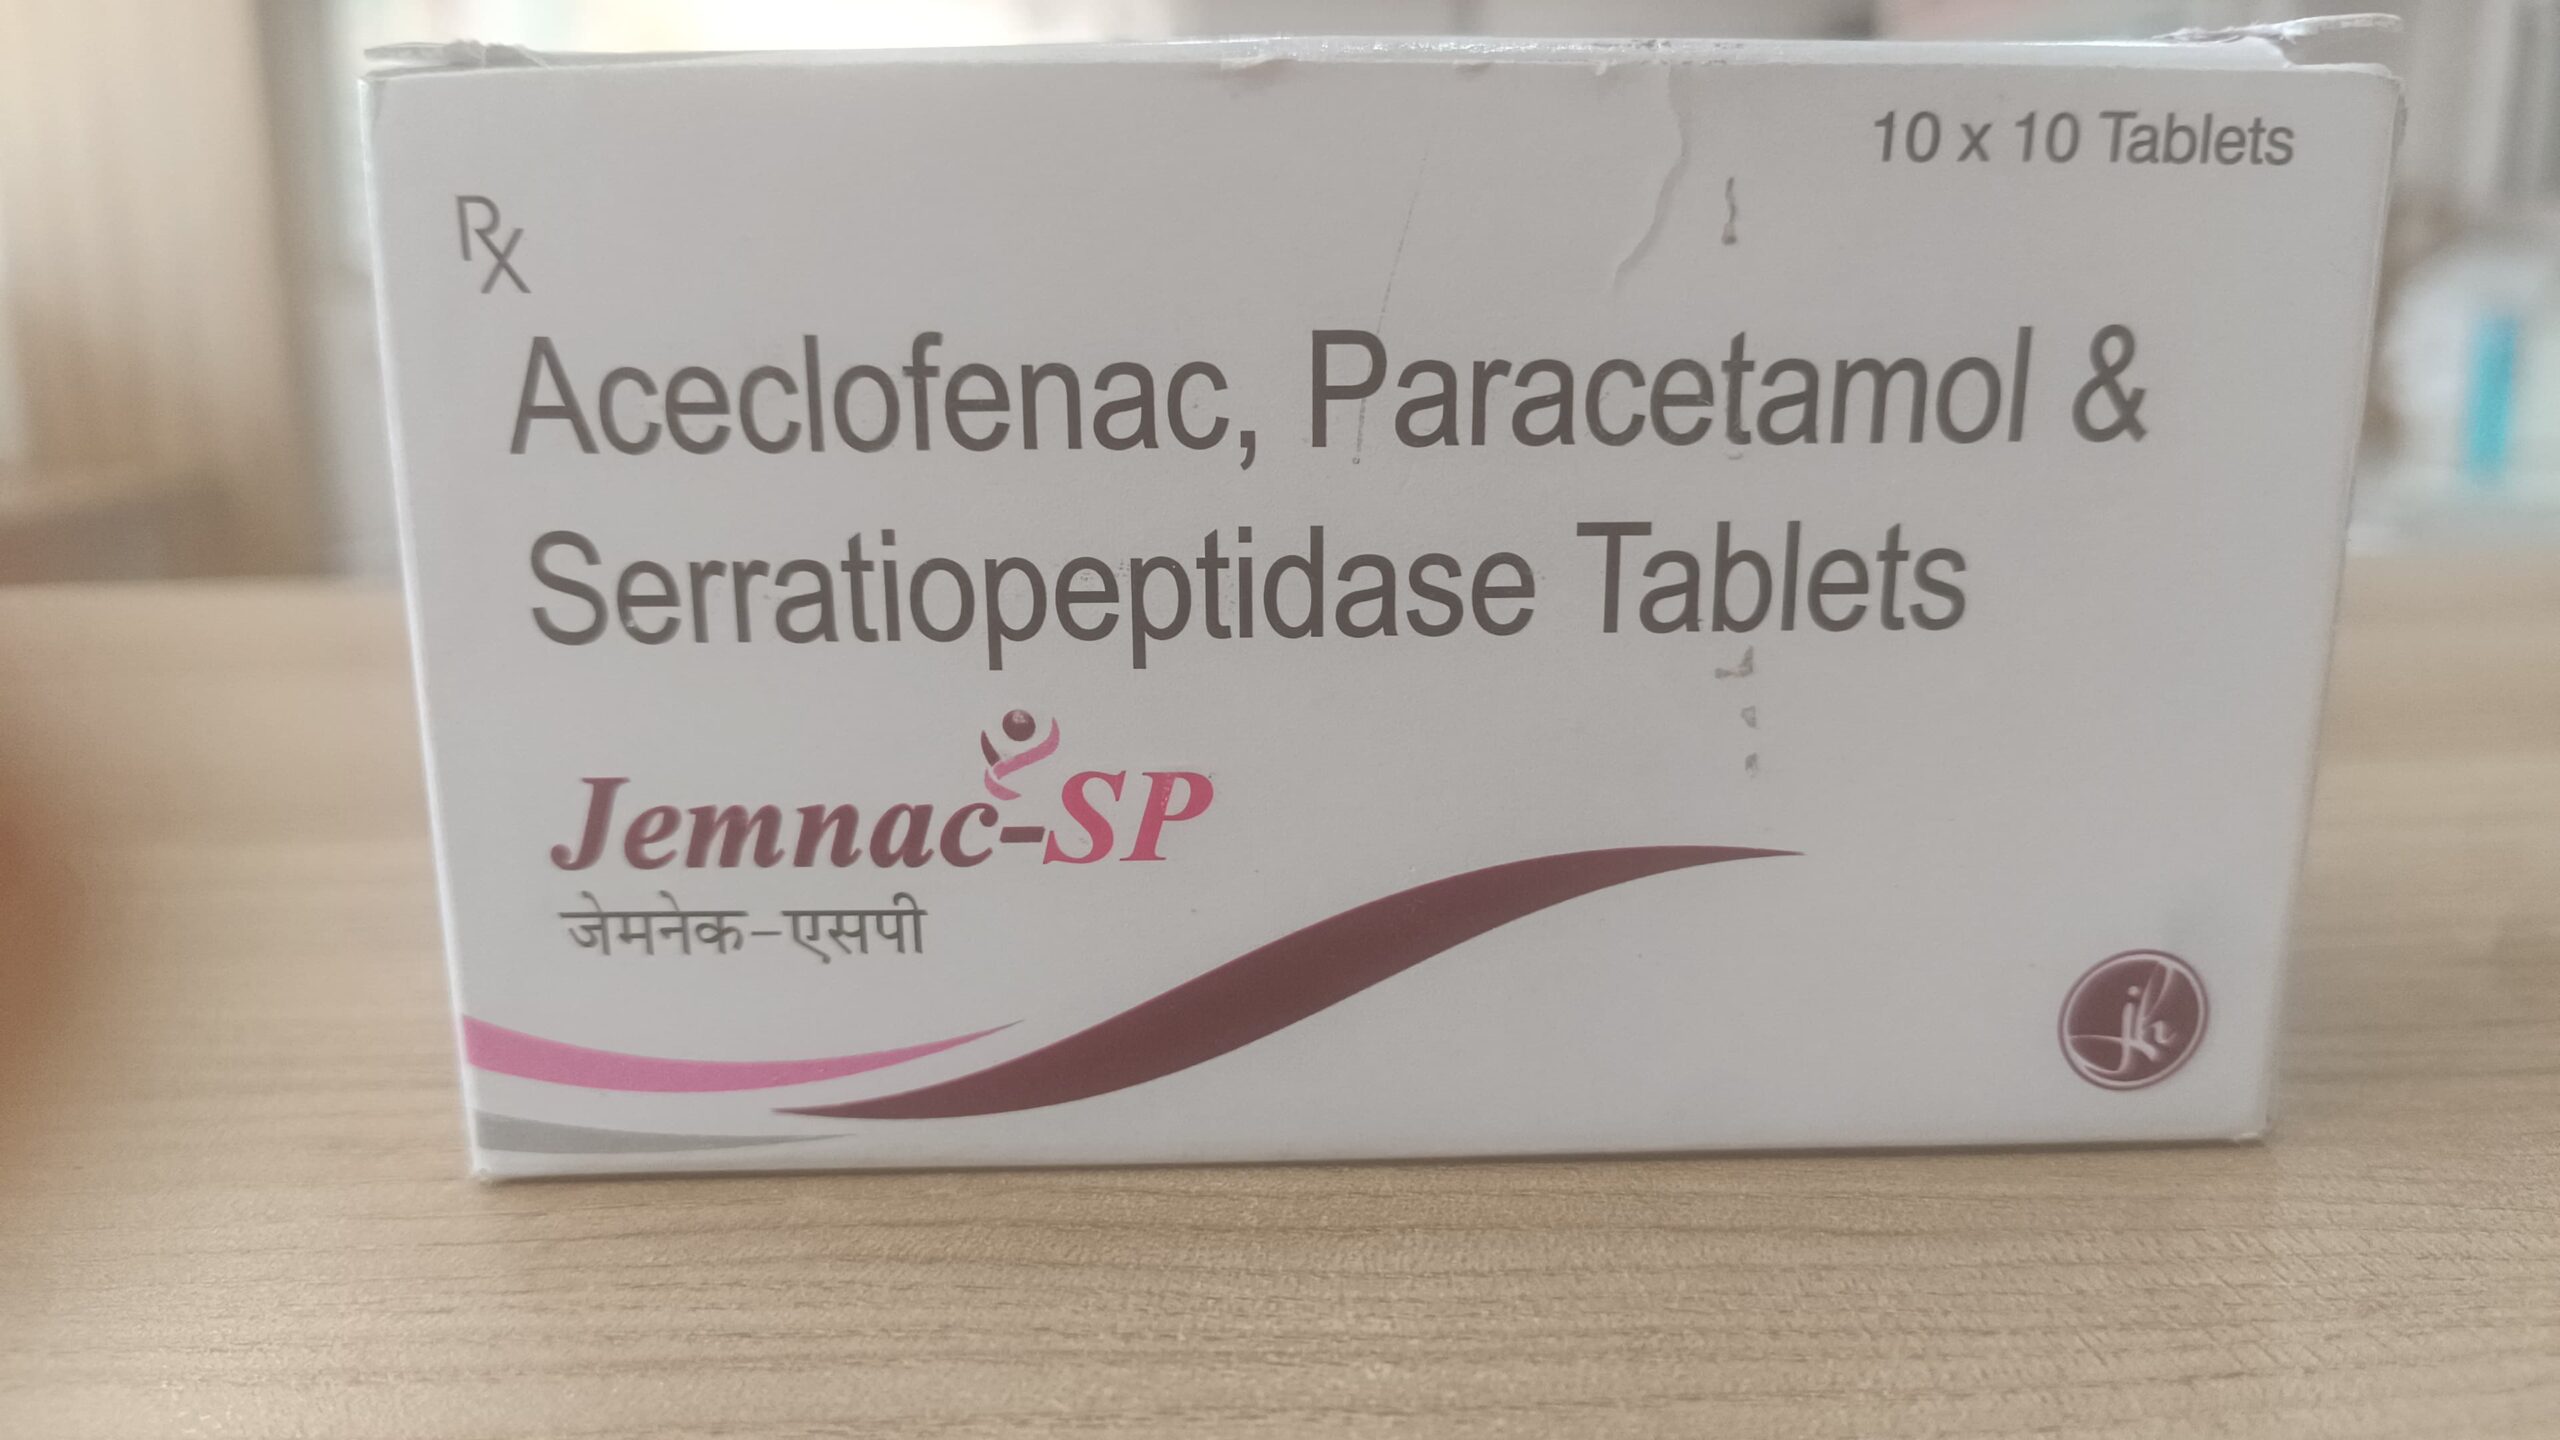 10 x 10 Tablets
Rx
Aceclofenac, Paracetamol &
Serratiopeptidase Tablets
Jemnac-SP
जेमनेक-एसपी